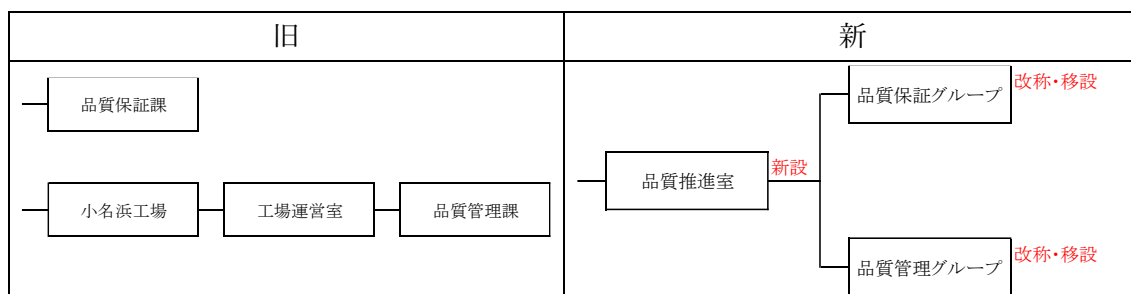 旧
新
品質保証課
小名浜工場
工場運営室
品質管理課
品質保証グループ
改称・移設
品質推進室
新設
品質管理グループ
改称・移設